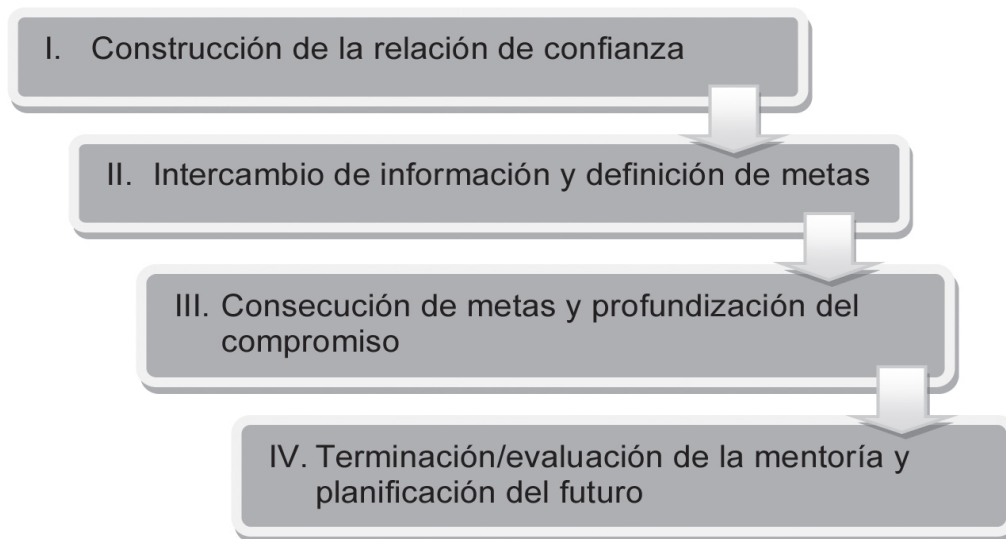 I. Construcción de la relación de confianza
II. Intercambio de información y definición de metas
III. Consecución de metas y profundización del
compromiso
IV. Terminación/evaluación de la mentoría y
planificación del futuro